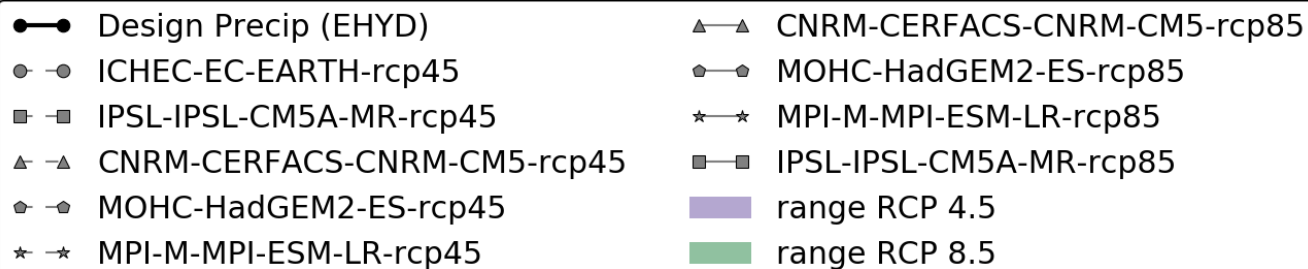 Design Precip (EHYD)
ICHEC-EC-EARTH-rcp45
IPSL-IPSL-CM5A-MR-rcp45
CNRM-CERFACS-CNRM-CM5-rcp45
MOHC-HadGEM2-ES-rcp45
MPI-M-MPI-ESM-LR-rcp45
CNRM-CERFACS-CNRM-CM5-rcp85
MOHC-HadGEM2-ES-rcp85
MPI-M-MPI-ESM-LR-rcp85
IPSL-IPSL-CM5A-MR-rcp85
range RCP 4.5
range RCP 8.5